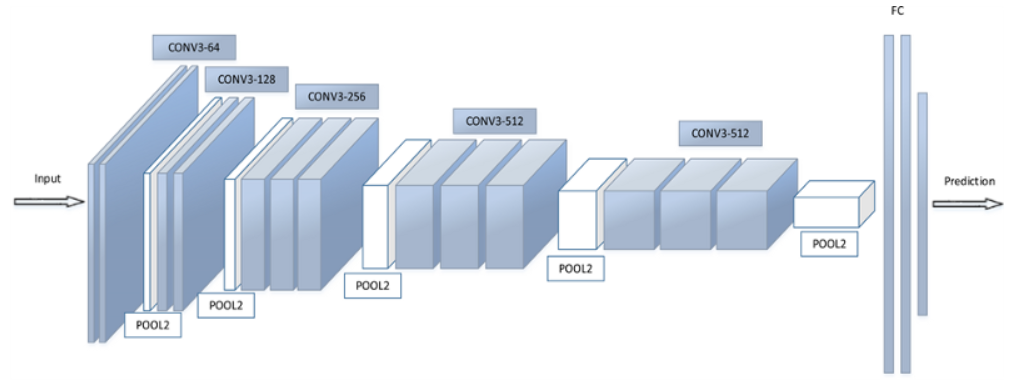 FC
CONV3-64
CONV3-128
CONV3-256
CONV3-512
CONV3-512
Input
Prediction
POOL2
POOL2
POOL2
POOL2
POOL2